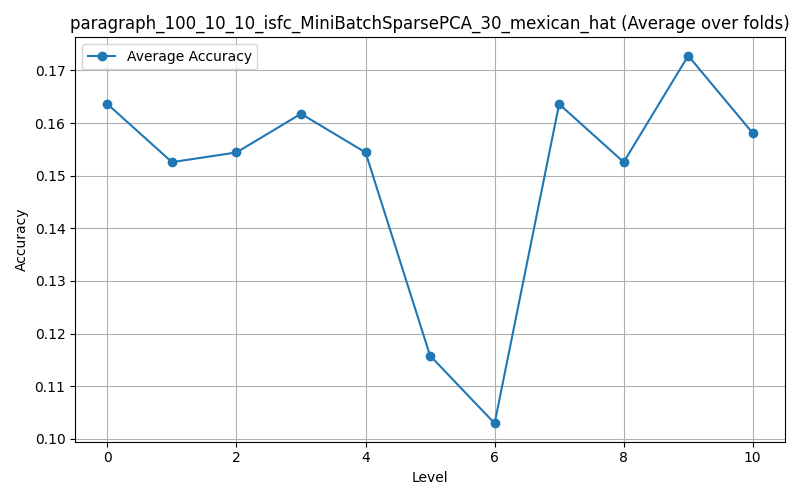 paragraph_100_10_10_isfc_MiniBatchSparsePCA_30_mexican_hat (Average over folds)
Average Accuracy
Accuracy
0.17
0.16
0.15
0.14
0.13
0.12
0.11
0.10
0 2 4 6 8 10
Level